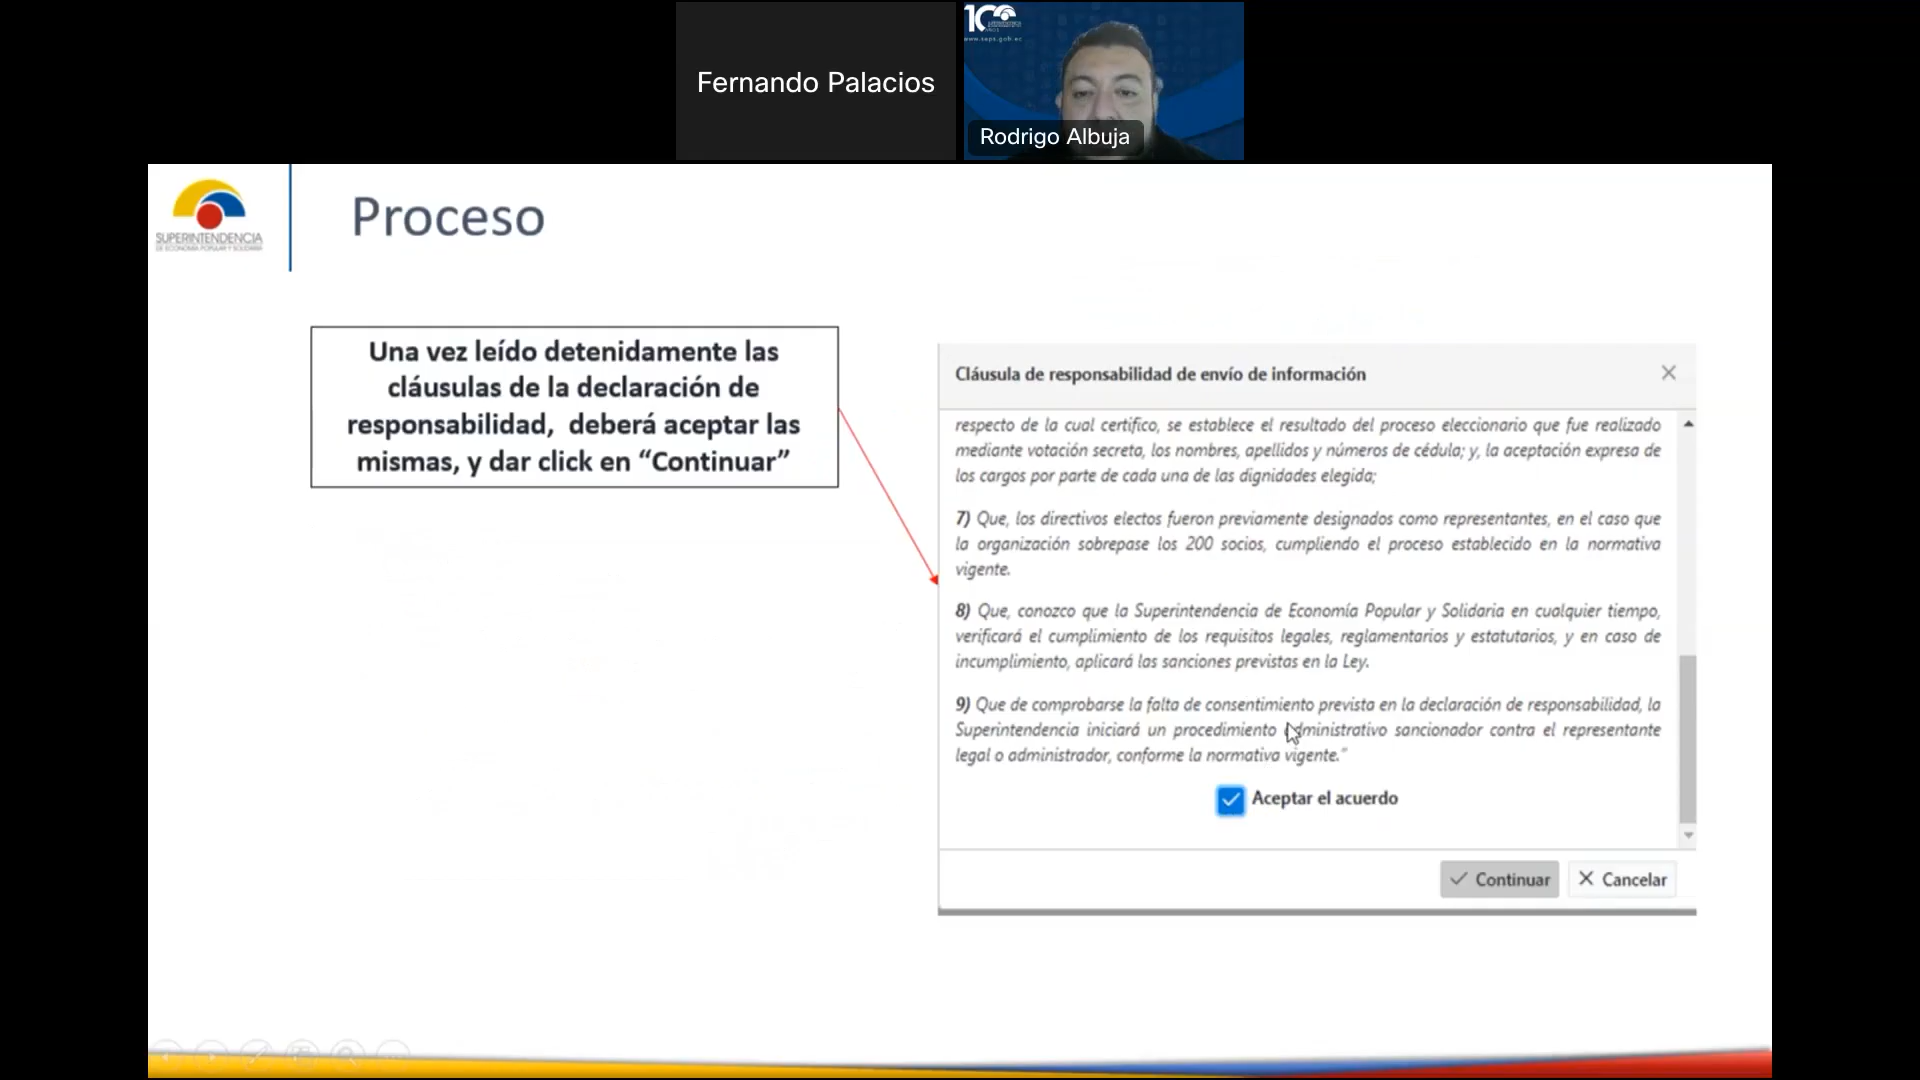 Fernando Palacios
www.seps.gob.ec
Rodrigo Albuja
SUPERINTENDENCIA
DE ECONOMÍA POPULAR Y SOLIDARIA
Proceso
Una vez leído detenidamente las
cláusulas de la declaración de
responsabilidad, deberá aceptar las
mismas, y dar click en “Continuar”
Cláusula de responsabilidad de envío de información
respecto de la cual certifico, se establece el resultado del proceso eleccionario que fue realizado
mediante votación secreta, los nombres, apellidos y números de cédula; y, la aceptación expresa de
los cargos por parte de cada una de las dignidades elegida;
7) Que, los directivos electos fueron previamente designados como representantes, en el caso que
la organización sobrepase los 200 socios, cumpliendo el proceso establecido en la normativa
vigente.
8) Que, conozco que la Superintendencia de Economía Popular y Solidaria en cualquier tiempo,
verificará el cumplimiento de los requisitos legales, reglamentarios y estatutarios, y en caso de
incumplimiento, aplicará las sanciones previstas en la Ley.
9) Que de comprobarse la falta de consentimiento prevista en la declaración de responsabilidad, la
Superintendencia iniciará un procedimiento administrativo sancionador contra el representante
legal o administrador, conforme la normativa vigente."
Aceptar el acuerdo
Continuar
Cancelar